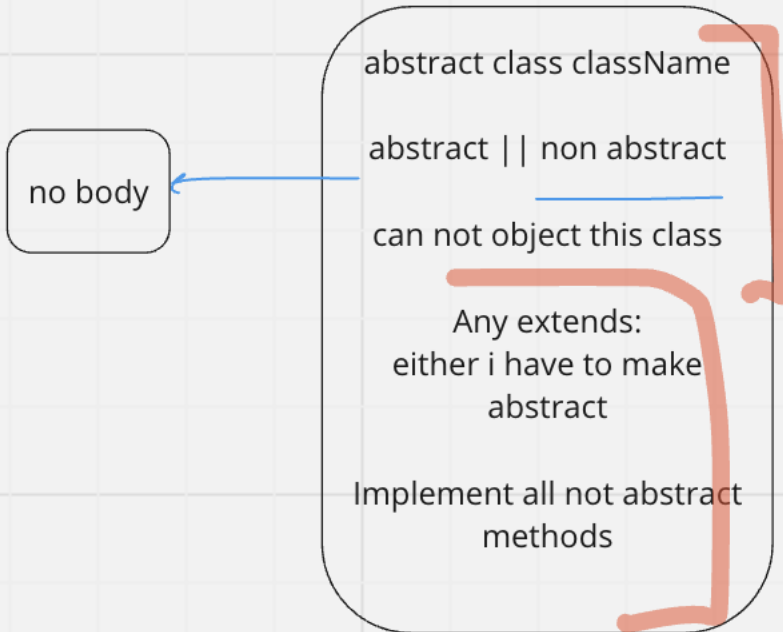 abstract class className
abstract || non abstract
no body
can not object this class
Any extends:
either i have to make
abstract
Implement all not abstract
methods